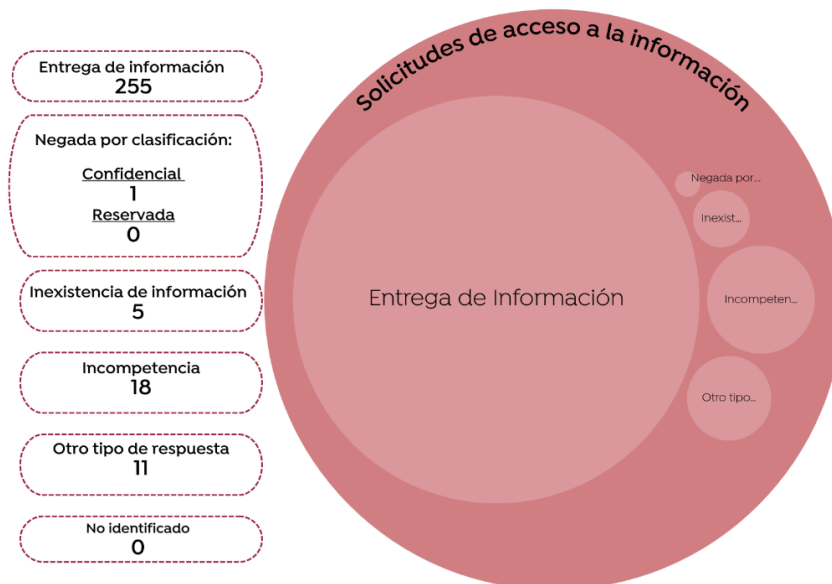 Entrega de información
255
Negada por clasificación:
Confidencial
1
Reservada
0
Inexistencia de información
5
Incompetencia
18
Otro tipo de respuesta
11
No identificado
0
Solicitudes de acceso a la información
Entrega de Información
Negada por...
Inexist...
Incompeten...
Otro tipo...